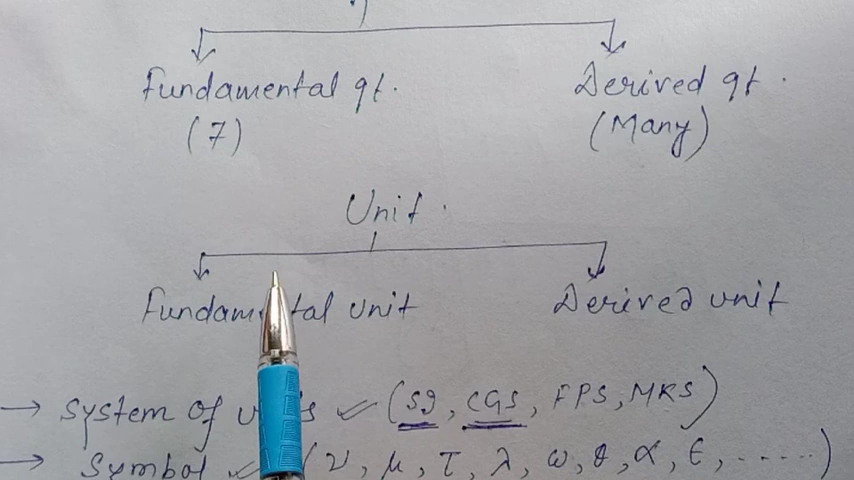 Fundamental qt. Derived qt.
(7) (Many)
Unit.
Fundamental unit Derived unit
→ System of units ✓ (SI, CGS, FPS, MKS)
→ Symbol ✓ (ν, μ, τ, λ, ω, θ, α, ε, ......)